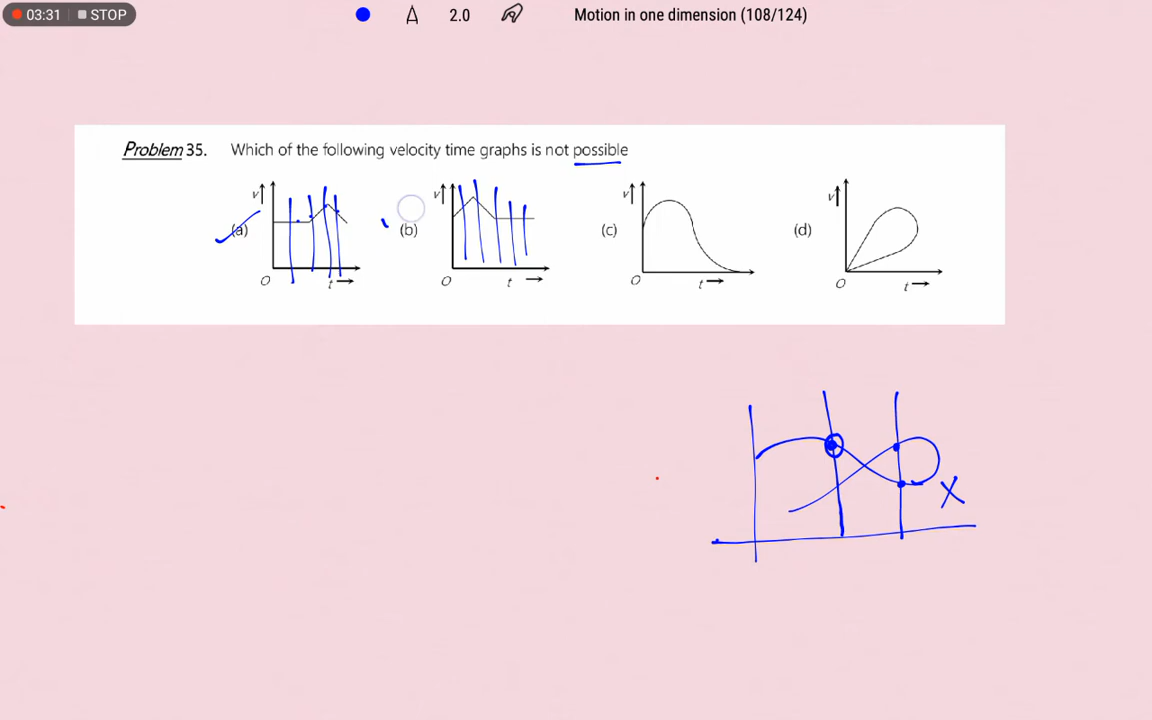 03:31 STOP
2.0
Motion in one dimension (108/124)
Problem 35. Which of the following velocity time graphs is not possible
(a) v O t
(b) v O t
(c) v O t
(d) v O t
X